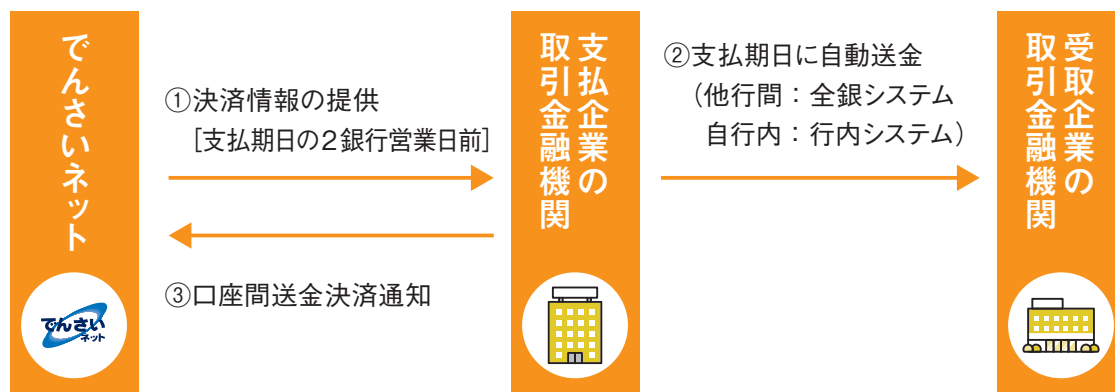 でんさいネット
でんさい
ネット
①決済情報の提供
［支払期日の２銀行営業日前］
③口座間送金決済通知
支払企業の
取引金融機関
②支払期日に自動送金
（他行間：全銀システム
自行内：行内システム）
受取企業の
取引金融機関